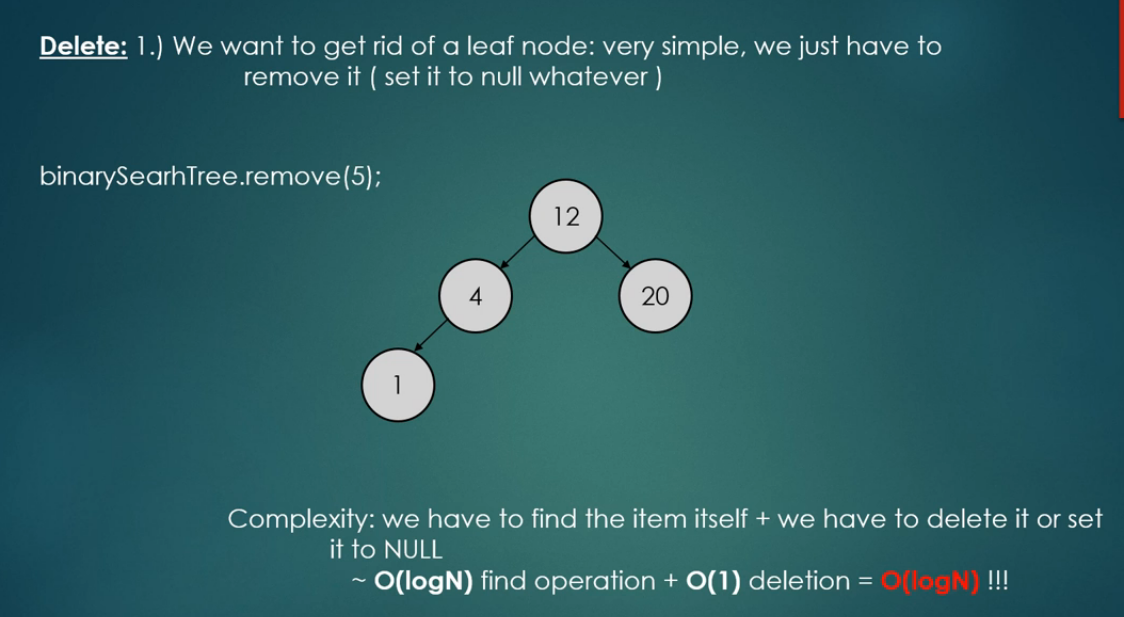 Delete: 1.) We want to get rid of a leaf node: very simple, we just have to
remove it ( set it to null whatever )
binarySearhTree.remove(5);
12
4
20
1
Complexity: we have to find the item itself + we have to delete it or set
it to NULL
~ O(logN) find operation + O(1) deletion = O(logN) !!!